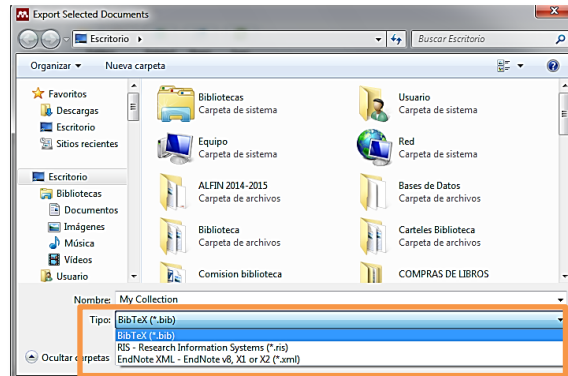 Export Selected Documents
Escritorio
Buscar Escritorio
Organizar
Nueva carpeta
Favoritos
Descargas
Escritorio
Sitios recientes
Escritorio
Bibliotecas
Documentos
Imágenes
Música
Vídeos
Usuario
Bibliotecas
Carpeta de sistema
Usuario
Carpeta de sistema
Equipo
Carpeta de sistema
Red
Carpeta de sistema
ALFIN 2014-2015
Carpeta de archivos
Bases de Datos
Carpeta de archivos
Biblioteca
Carpeta de archivos
Carteles Biblioteca
Carpeta de archivos
Comision biblioteca
COMPRAS DE LIBROS
Nombre: My Collection
Tipo: BibTeX (*.bib)
BibTeX (*.bib)
RIS - Research Information Systems (*.ris)
EndNote XML - EndNote v8, X1 or X2 (*.xml)
Ocultar carpetas